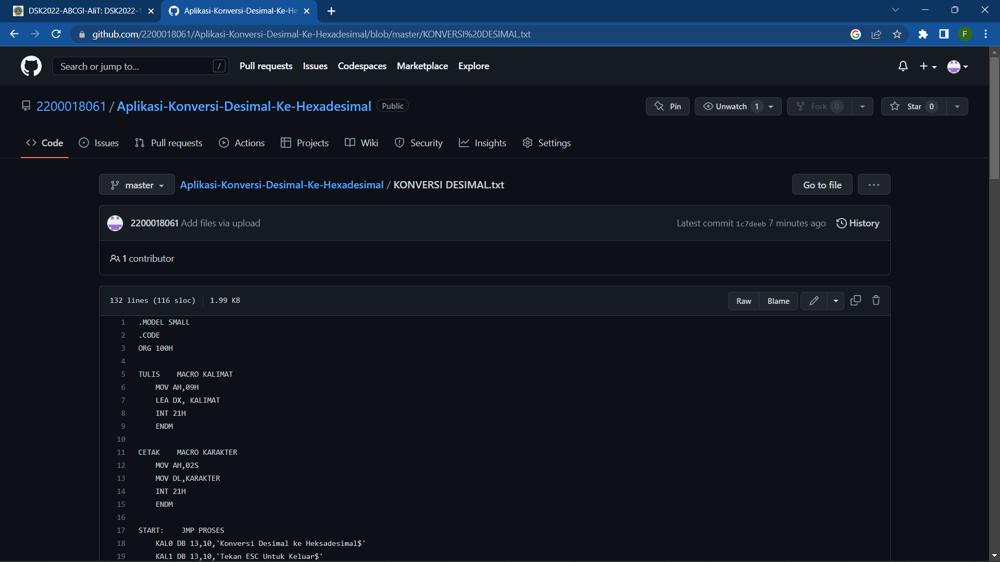 DSK2022-ABCGI-AliT: DSK2022-1
Aplikasi-Konversi-Desimal-Ke-He
github.com/2200018061/Aplikasi-Konversi-Desimal-Ke-Hexadesimal/blob/master/KONVERSI%20DESIMAL.txt
F
Search or jump to...
/
Pull requests
Issues
Codespaces
Marketplace
Explore
2200018061 / Aplikasi-Konversi-Desimal-Ke-Hexadesimal
Public
Pin
Unwatch 1
Fork 0
Star 0
Code
Issues
Pull requests
Actions
Projects
Wiki
Security
Insights
Settings
master
Aplikasi-Konversi-Desimal-Ke-Hexadesimal / KONVERSI DESIMAL.txt
Go to file
2200018061 Add files via upload
Latest commit 1c7deeb 7 minutes ago
History
1 contributor
132 lines (116 sloc)
1.99 KB
Raw
Blame
1 .MODEL SMALL
2 .CODE
3 ORG 100H
4
5 TULIS    MACRO KALIMAT
6     MOV AH,09H
7     LEA DX, KALIMAT
8     INT 21H
9     ENDM
10
11 CETAK    MACRO KARAKTER
12     MOV AH,02S
13     MOV DL,KARAKTER
14     INT 21H
15     ENDM
16
17 START:    JMP PROSES
18     KAL0 DB 13,10,'Konversi Desimal ke Heksadesimal$'
19     KAL1 DB 13,10,'Tekan ESC Untuk Keluar$'